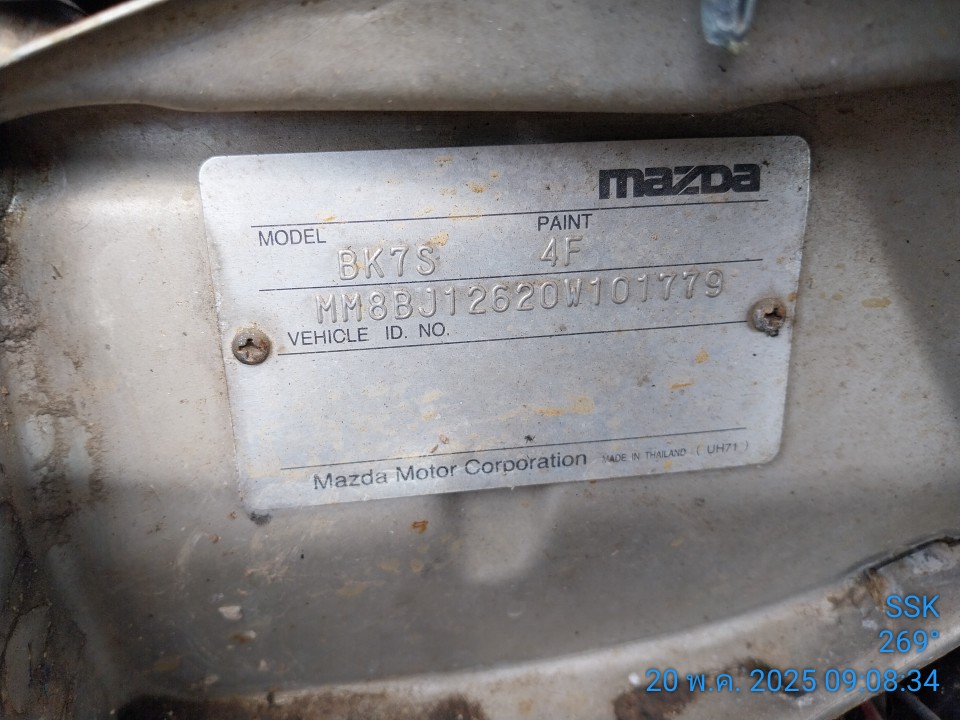 mazda
MODEL PAINT
BK7S 4F
MM8BJ12620W101779
VEHICLE ID. NO.
Mazda Motor Corporation MADE IN THAILAND ( UH71 )
SSK
269°
20 พ.ค. 2025 09:08:34